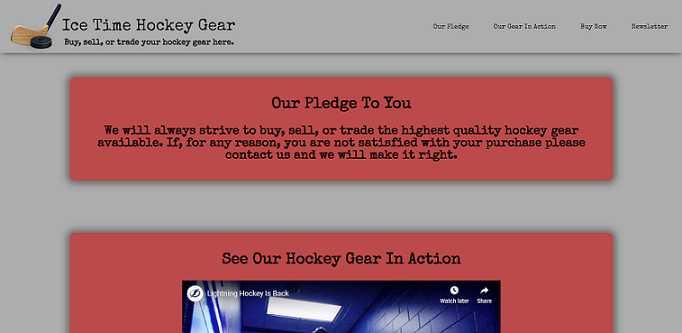 Ice Time Hockey Gear
Buy, sell, or trade your hockey gear here.
Our Pledge
Our Gear In Action
Buy Now
Newsletter
Our Pledge To You
We will always strive to buy, sell, or trade the highest quality hockey gear
available. If, for any reason, you are not satisfied with your purchase please
contact us and we will make it right.
See Our Hockey Gear In Action
Lightning Hockey Is Back
Watch later
Share